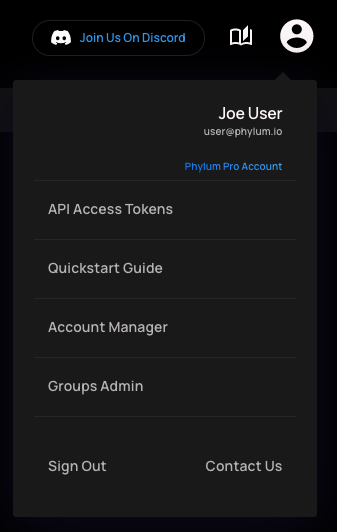 Join Us On Discord
Joe User
user@phylum.io
Phylum Pro Account
API Access Tokens
Quickstart Guide
Account Manager
Groups Admin
Sign Out Contact Us